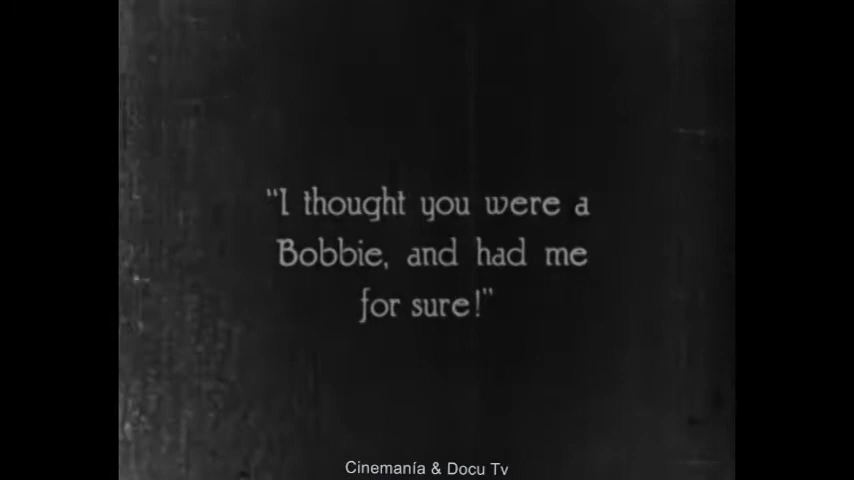 "I thought you were a
Bobbie, and had me
for sure!"
Cinemanía & Docu Tv